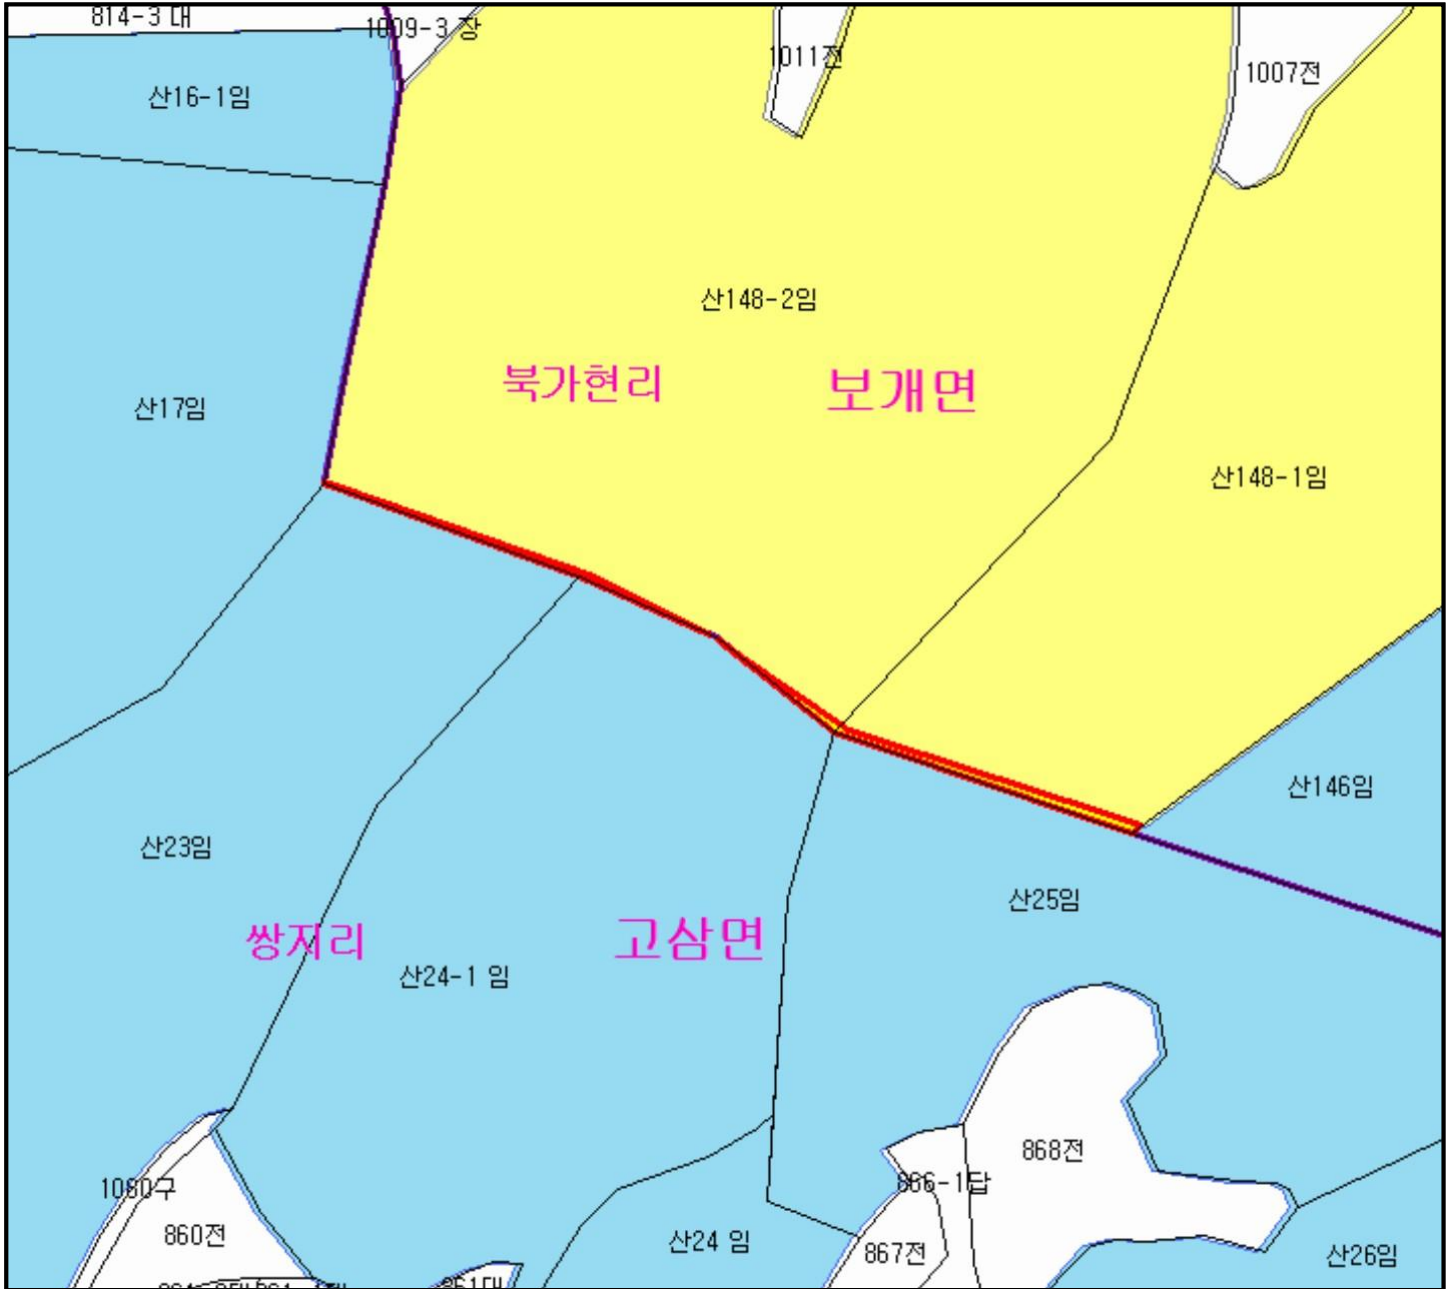 814-3 대
1009-3 장
1011전
1007전
산16-1임
산148-2임
북가현리
보개면
산17임
산148-1임
산146임
산23임
산25임
쌍지리
고삼면
산24-1 임
868전
1060구
866-1답
860전
산24 임
867전
산26임
861대